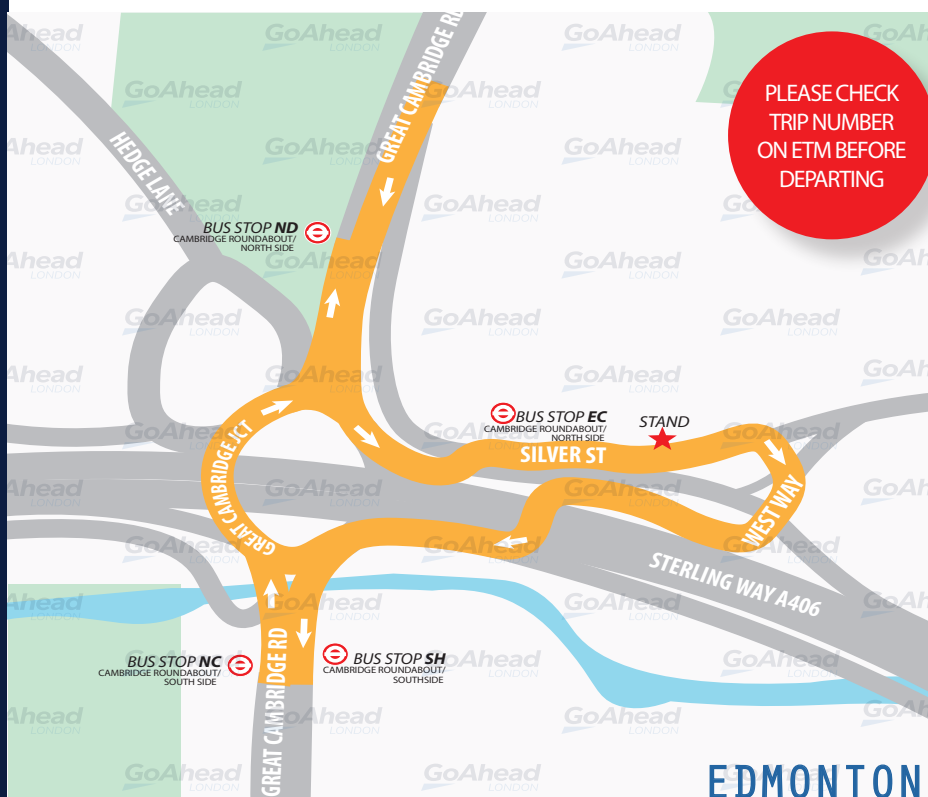 GREAT CAMBRIDGE RD
PLEASE CHECK
TRIP NUMBER
ON ETM BEFORE
DEPARTING
HEDGE LANE
BUS STOP ND
CAMBRIDGE ROUNDABOUT/
NORTH SIDE
BUS STOP EC
CAMBRIDGE ROUNDABOUT/
NORTH SIDE
STAND
SILVER ST
GREAT CAMBRIDGE JCT
WEST WAY
STERLING WAY A406
BUS STOP NC
CAMBRIDGE ROUNDABOUT/
SOUTH SIDE
BUS STOP SH
CAMBRIDGE ROUNDABOUT/
SOUTHSIDE
GREAT CAMBRIDGE RD
GREAT CAMBRIDGE RD
EDMONTON
GoAhead
LONDON